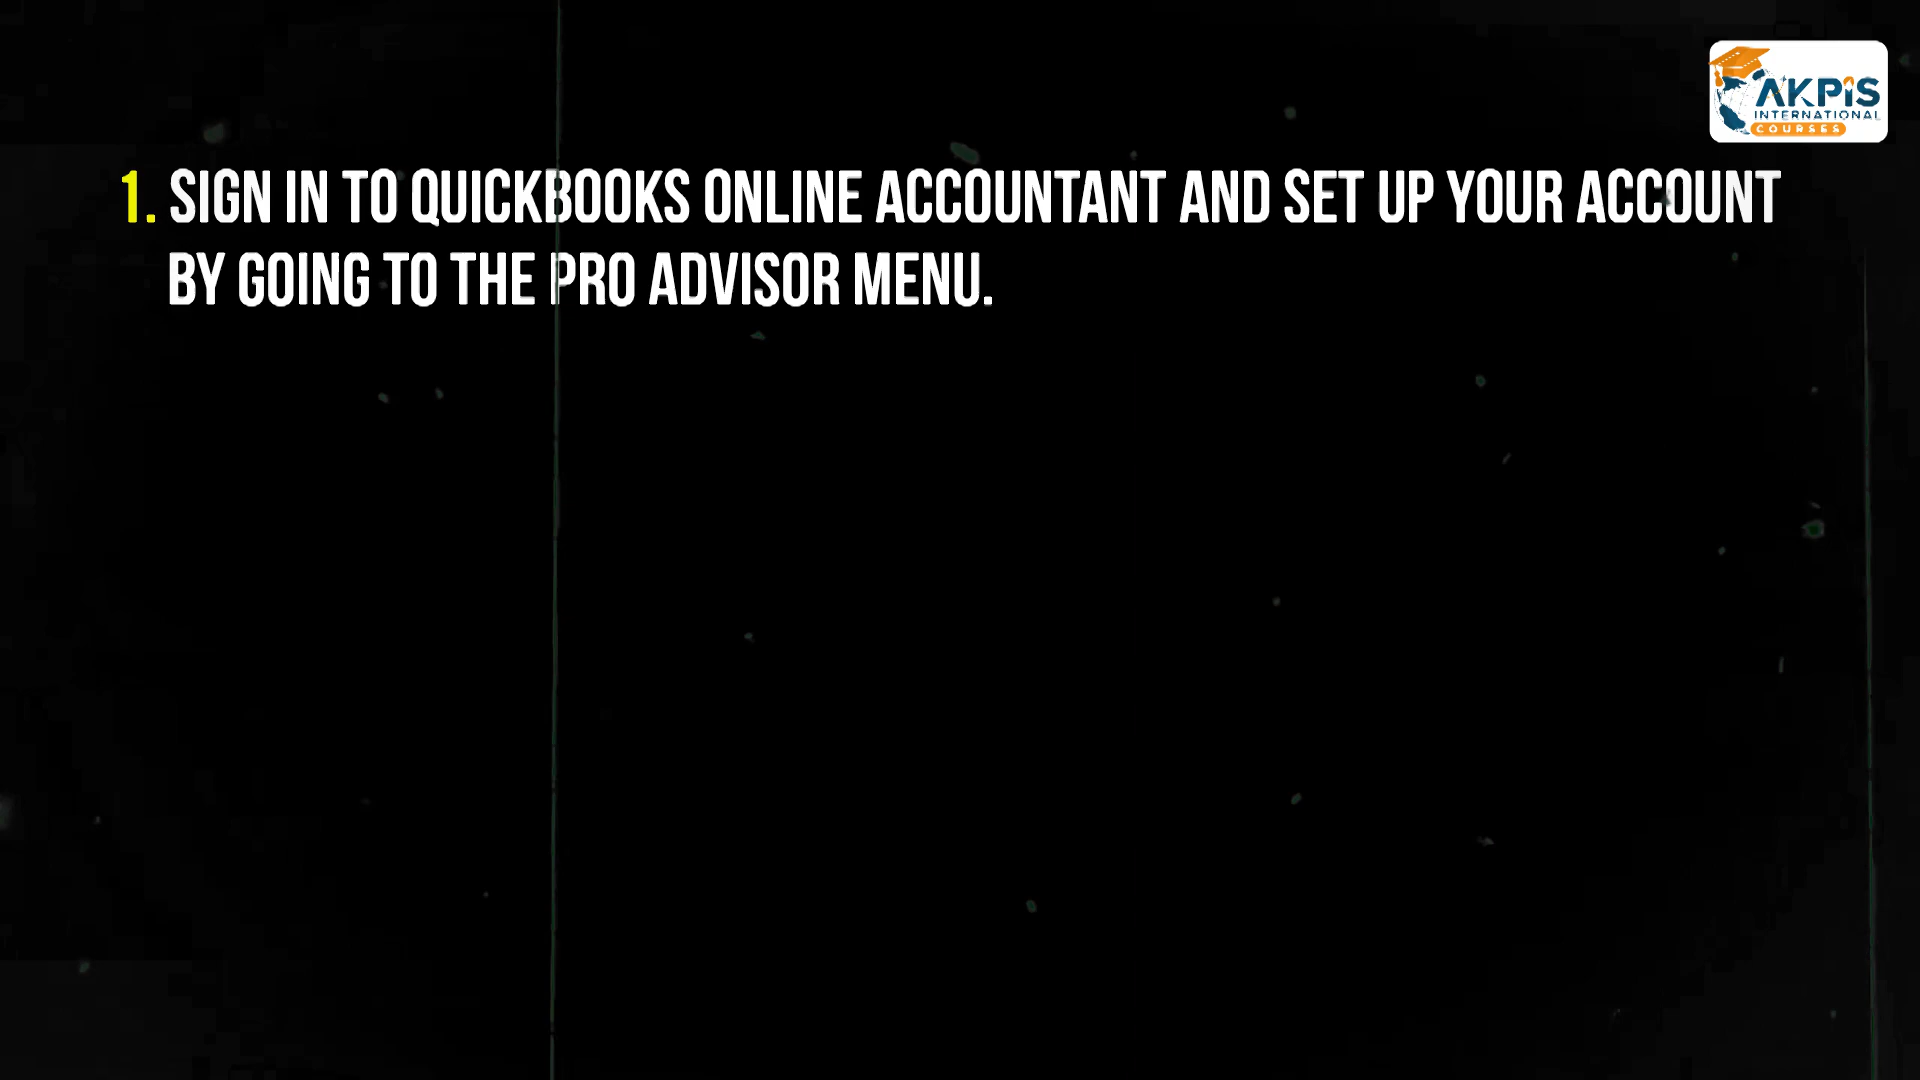 AKPIS
INTERNATIONAL
COURSES
1. SIGN IN TO QUICKBOOKS ONLINE ACCOUNTANT AND SET UP YOUR ACCOUNT
BY GOING TO THE PRO ADVISOR MENU.